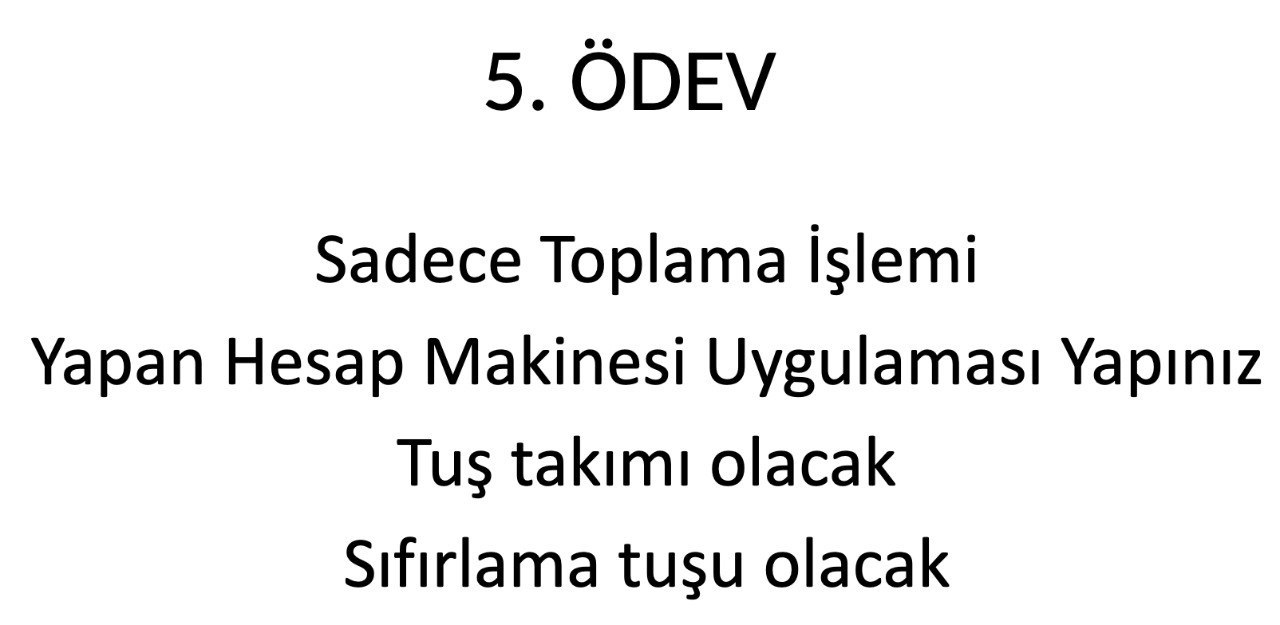 5. ÖDEV
Sadece Toplama İşlemi
Yapan Hesap Makinesi Uygulaması Yapınız
Tuş takımı olacak
Sıfırlama tuşu olacak